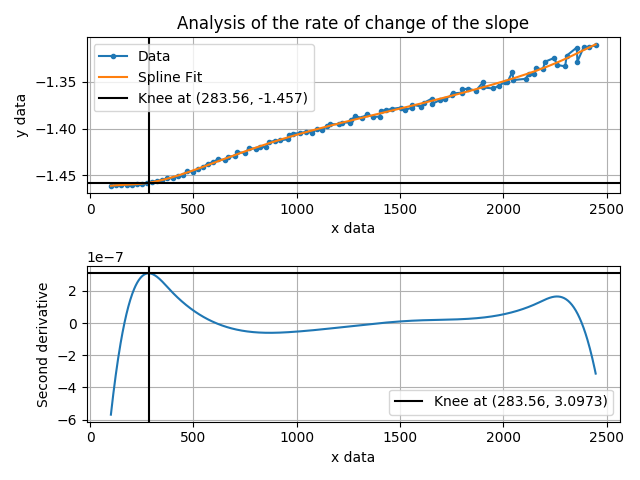 Analysis of the rate of change of the slope
Data
Spline Fit
Knee at (283.56, -1.457)
y data
−1.35
−1.40
−1.45
0
500
1000
1500
2000
2500
x data
1e−7
Second derivative
2
0
−2
−4
−6
Knee at (283.56, 3.0973)
0
500
1000
1500
2000
2500
x data